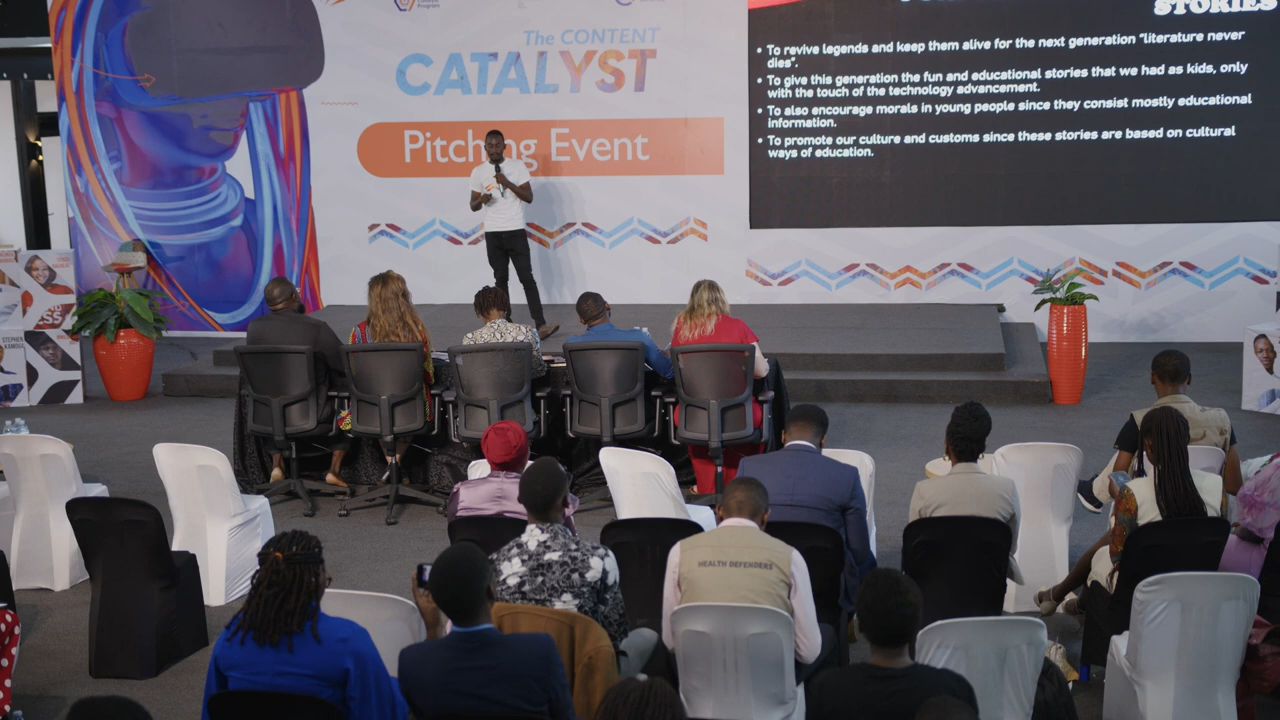 Program
The CONTENT
CATALYST
Pitching Event
STORIES
• To revive legends and keep them alive for the next generation "literature never
dies".
• To give this generation the fun and educational stories that we had as kids, only
with the touch of the technology advancement.
• To also encourage morals in young people since they consist mostly educational
information.
• To promote our culture and customs since these stories are based on cultural
ways of education.
STEPHEN
HEALTH DEFENDERS